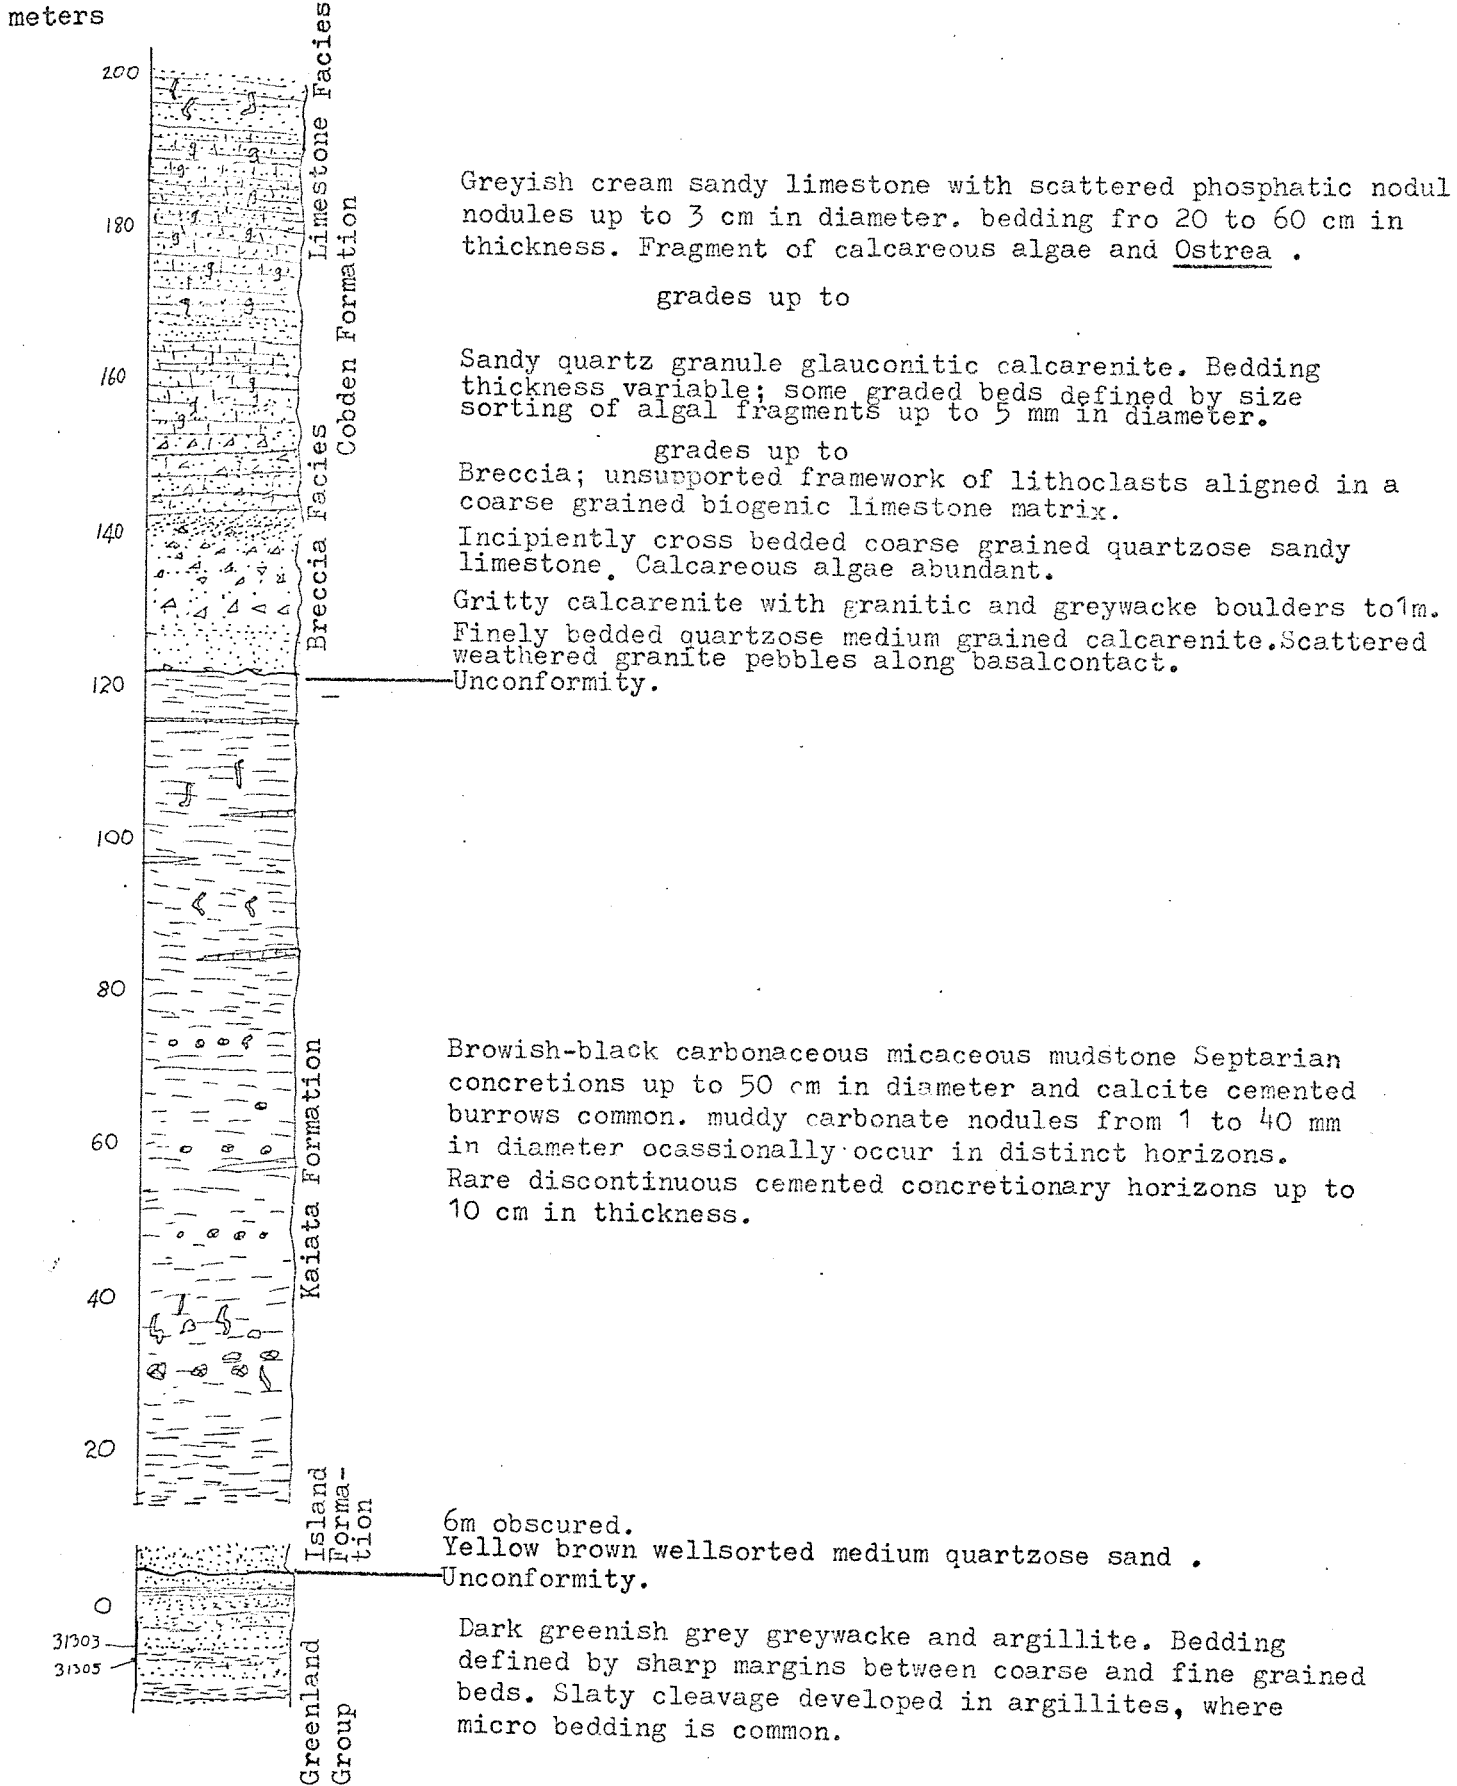 meters
Limestone Facies
Cobden Formation
Breccia Facies
200
180
160
140
120
100
80
60
40
20
0
Greyish cream sandy limestone with scattered phosphatic nodul
nodules up to 3 cm in diameter. bedding fro 20 to 60 cm in
thickness. Fragment of calcareous algae and Ostrea .
grades up to
Sandy quartz granule glauconitic calcarenite. Bedding
thickness variable; some graded beds defined by size
sorting of algal fragments up to 5 mm in diameter.
grades up to
Breccia; unsupported framework of lithoclasts aligned in a
coarse grained biogenic limestone matrix.
Incipiently cross bedded coarse grained quartzose sandy
limestone. Calcareous algae abundant.
Gritty calcarenite with granitic and greywacke boulders to1m.
Finely bedded quartzose medium grained calcarenite.Scattered
weathered granite pebbles along basalcontact.
Unconformity.
Kaiata Formation
Browish-black carbonaceous micaceous mudstone Septarian
concretions up to 50 cm in diameter and calcite cemented
burrows common. muddy carbonate nodules from 1 to 40 mm
in diameter ocassionally occur in distinct horizons.
Rare discontinuous cemented concretionary horizons up to
10 cm in thickness.
Island
Forma-
tion
6m obscured.
Yellow brown wellsorted medium quartzose sand .
Unconformity.
31303
31305
Greenland
Group
Dark greenish grey greywacke and argillite. Bedding
defined by sharp margins between coarse and fine grained
beds. Slaty cleavage developed in argillites, where
micro bedding is common.